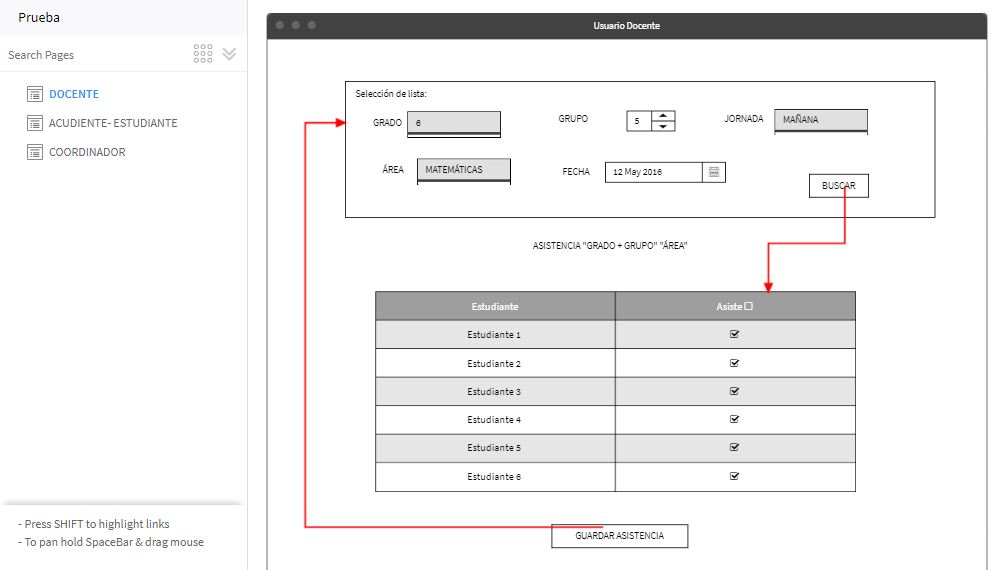 Prueba
Search Pages
DOCENTE
ACUDIENTE- ESTUDIANTE
COORDINADOR
- Press SHIFT to highlight links
- To pan hold SpaceBar & drag mouse
Usuario Docente
Selección de lista:
GRADO 6 GRUPO 5 JORNADA MAÑANA
ÁREA MATEMÁTICAS FECHA 12 May 2016
BUSCAR
ASISTENCIA "GRADO + GRUPO" "ÁREA"
Estudiante Asiste
Estudiante 1
Estudiante 2
Estudiante 3
Estudiante 4
Estudiante 5
Estudiante 6
GUARDAR ASISTENCIA